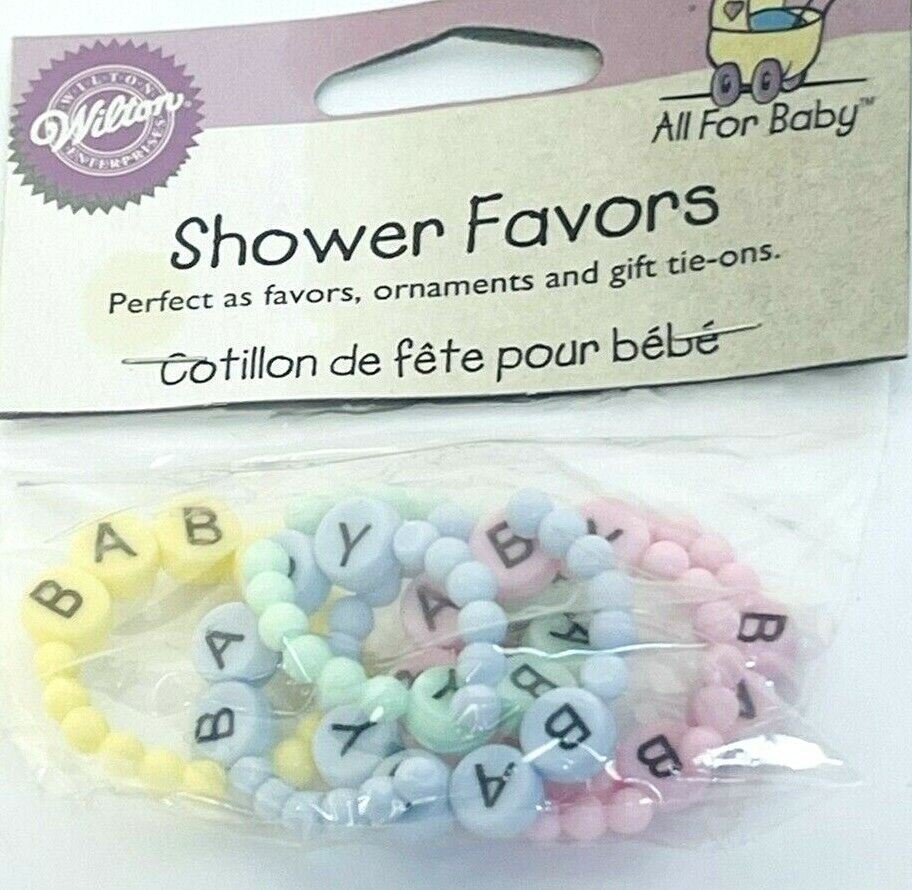 WILTON
Wilton
ENTERPRISES
All For Baby™
Shower Favors
Perfect as favors, ornaments and gift tie-ons.
Cotillon de fête pour bébé
B A B
Y
B
A
B A
Y
A
B
Y
B
A
B
B